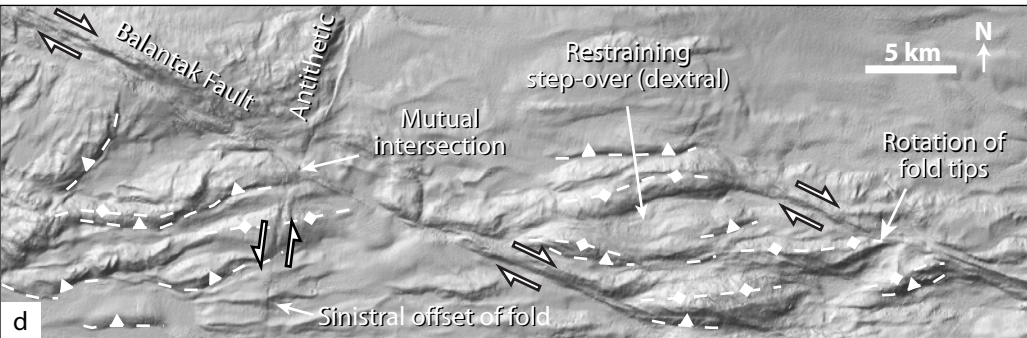 Balantak Fault
Antithetic
Restraining
step-over (dextral)
5 km
N
Mutual
intersection
Rotation of
fold tips
Sinistral offset of fold
d